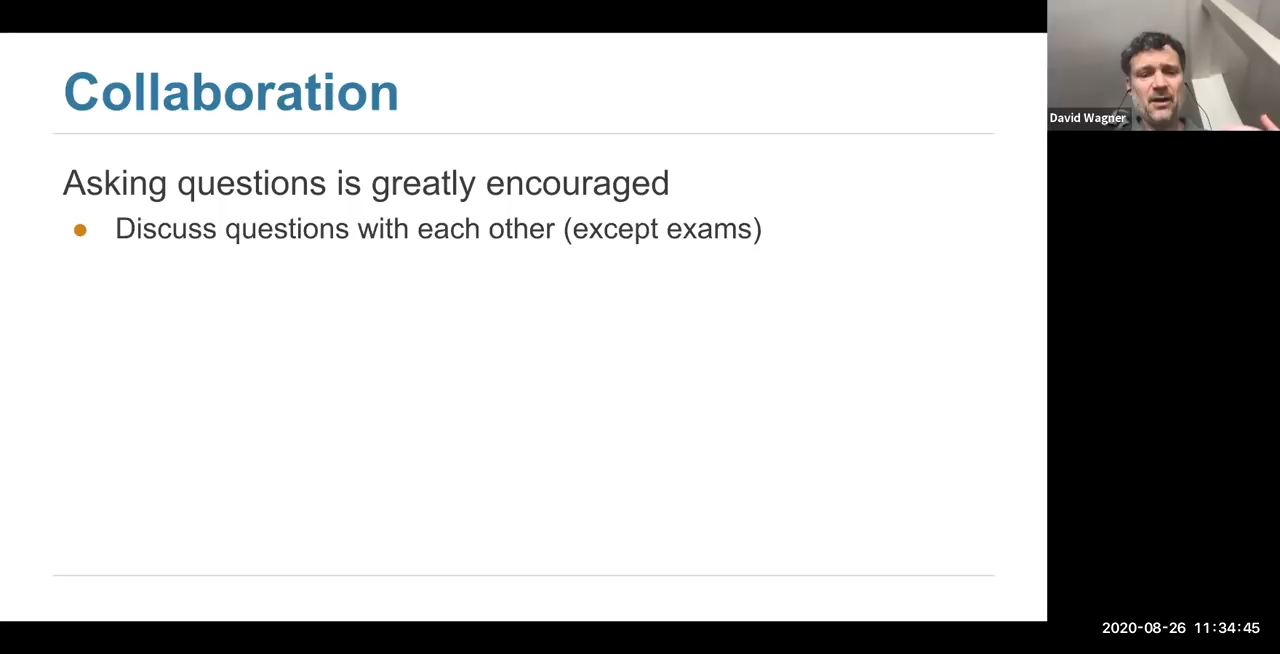 Collaboration
Asking questions is greatly encouraged
● Discuss questions with each other (except exams)
David Wagner
2020-08-26 11:34:45